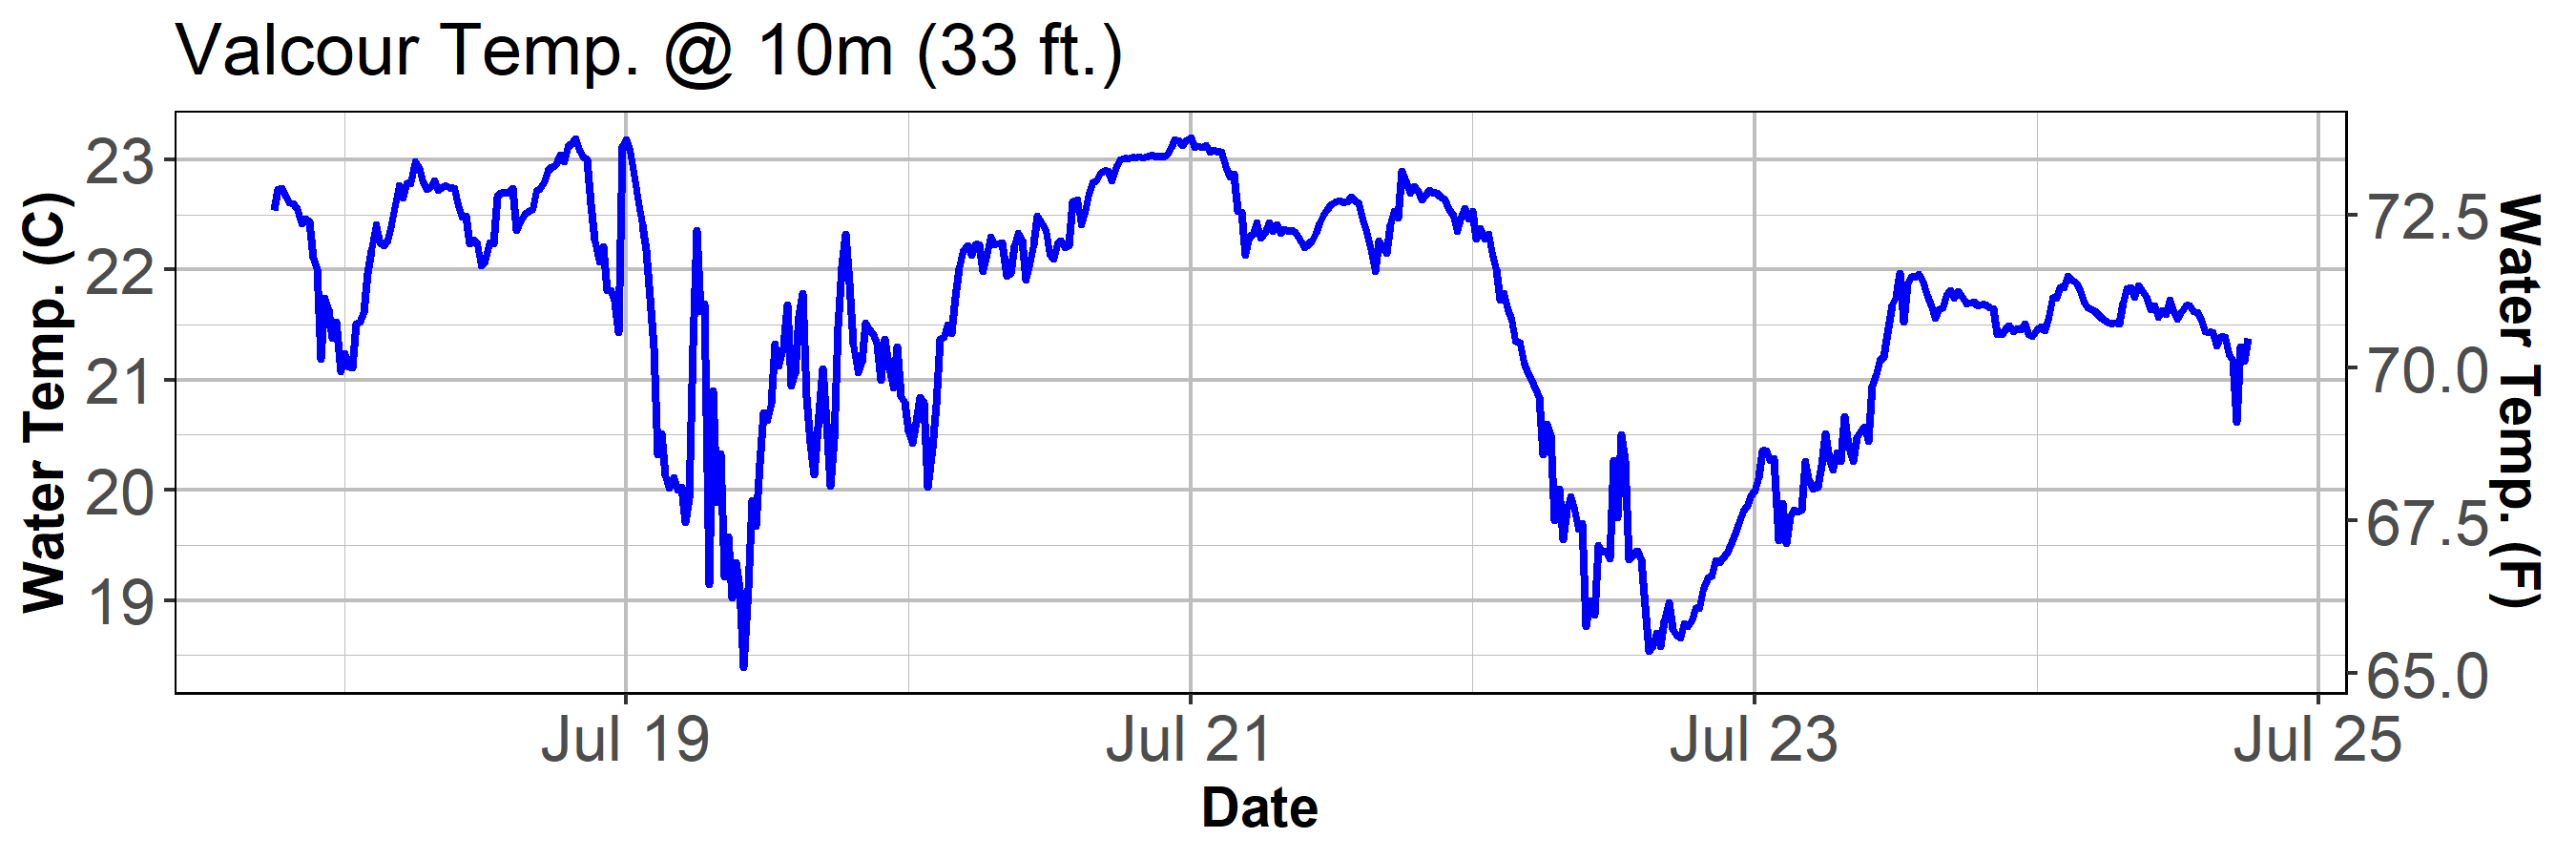 Valcour Temp. @ 10m (33 ft.)
Water Temp. (C)
23
22
21
20
19
72.5
70.0
67.5
65.0
Water Temp. (F)
Jul 19
Jul 21
Jul 23
Jul 25
Date